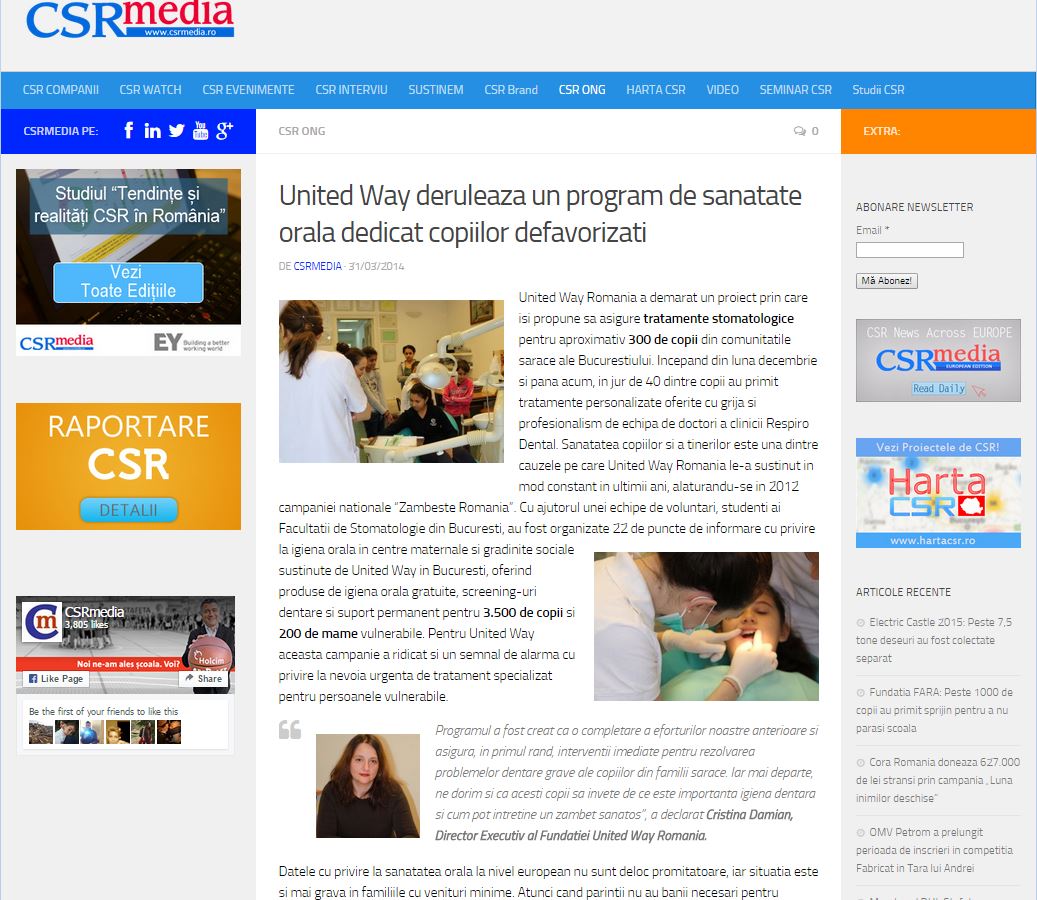 CSRmedia
www.csrmedia.ro
CSR COMPANII CSR WATCH CSR EVENIMENTE CSR INTERVIU SUSTINEM CSR Brand CSR ONG HARTA CSR VIDEO SEMINAR CSR Studii CSR
CSRMEDIA PE:
You Tube
Studiul “Tendințe și
realități CSR în România”
Vezi
Toate Edițiile
CSRmedia
EY Building a better
working world
RAPORTARE
CSR
DETALII
CSRmedia
3,805 likes
Noi ne-am ales școala. Voi?
Holcim
Like Page
Share
Be the first of your friends to like this
CSR ONG
0
United Way deruleaza un program de sanatate
orala dedicat copiilor defavorizati
DE CSRMEDIA · 31/03/2014
United Way Romania a demarat un proiect prin care
isi propune sa asigure tratamente stomatologice
pentru aproximativ 300 de copii din comunitatile
sarace ale Bucurestiului. Incepand din luna decembrie
si pana acum, in jur de 40 dintre copii au primit
tratamente personalizate oferite cu grija si
profesionalism de echipa de doctori a clinicii Respiro
Dental. Sanatatea copiilor si a tinerilor este una dintre
cauzele pe care United Way Romania le-a sustinut in
mod constant in ultimii ani, alaturandu-se in 2012
campaniei nationale “Zambeste Romania”. Cu ajutorul unei echipe de voluntari, studenti ai
Facultatii de Stomatologie din Bucuresti, au fost organizate 22 de puncte de informare cu privire
la igiena orala in centre maternale si gradinite sociale
sustinute de United Way in Bucuresti, oferind
produse de igiena orala gratuite, screening-uri
dentare si suport permanent pentru 3.500 de copii si
200 de mame vulnerabile. Pentru United Way
aceasta campanie a ridicat si un semnal de alarma cu
privire la nevoia urgenta de tratament specializat
pentru persoanele vulnerabile.
Programul a fost creat ca o completare a eforturilor noastre anterioare si
asigura, in primul rand, interventii imediate pentru rezolvarea
problemelor dentare grave ale copiilor din familii sarace. Iar mai departe,
ne dorim si ca acesti copii sa invete de ce este importanta igiena dentara
si cum pot intretine un zambet sanatos”, a declarat Cristina Damian,
Director Executiv al Fundatiei United Way Romania.
Datele cu privire la sanatatea orala la nivel european nu sunt deloc promitatoare, iar situatia este
si mai grava in familiile cu venituri minime. Atunci cand parintii nu au banii necesari pentru
EXTRA:
ABONARE NEWSLETTER
Email *
Mă Abonez!
CSR News Across EUROPE
CSRmedia
EUROPEAN EDITION
Read Daily
Vezi Proiectele de CSR!
Harta
CSR
www.hartacsr.ro
ARTICOLE RECENTE
Electric Castle 2015: Peste 7,5
tone deseuri au fost colectate
separat
Fundatia FARA: Peste 1000 de
copii au primit sprijin pentru a nu
parasi scoala
Cora Romania doneaza 627.000
de lei stransi prin campania „Luna
inimilor deschise”
OMV Petrom a prelungit
perioada de inscrieri in competitia
Fabricat in Tara lui Andrei